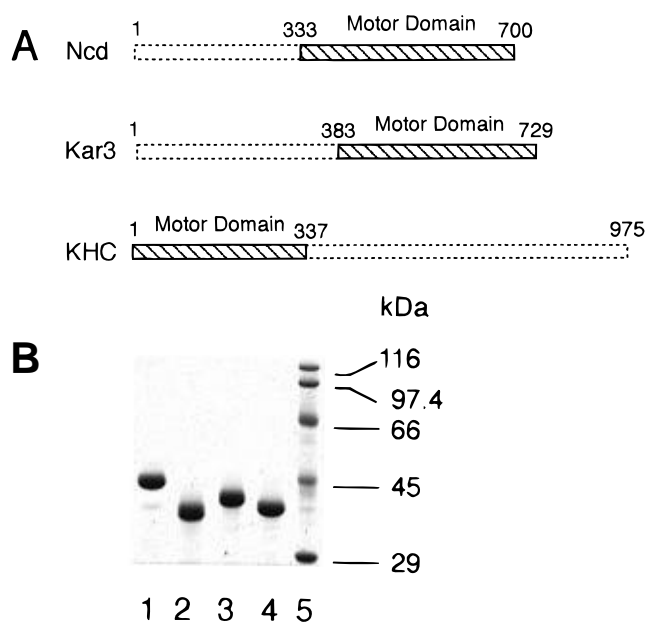 A
1 333 Motor Domain 700
Ncd
1 383 Motor Domain 729
Kar3
1 Motor Domain 337 975
KHC
kDa
B
116
97.4
66
45
29
1 2 3 4 5